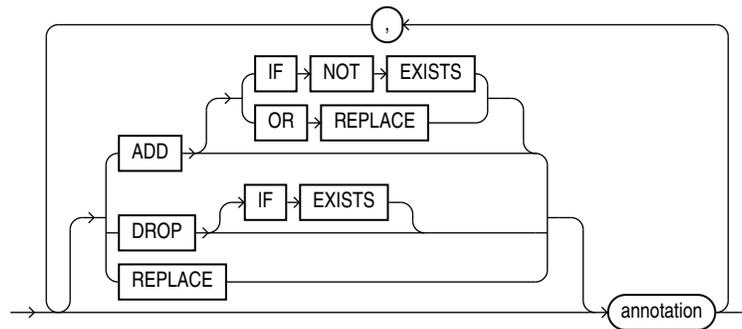 ,
IF NOT EXISTS
OR REPLACE
ADD
IF EXISTS
DROP
REPLACE
annotation